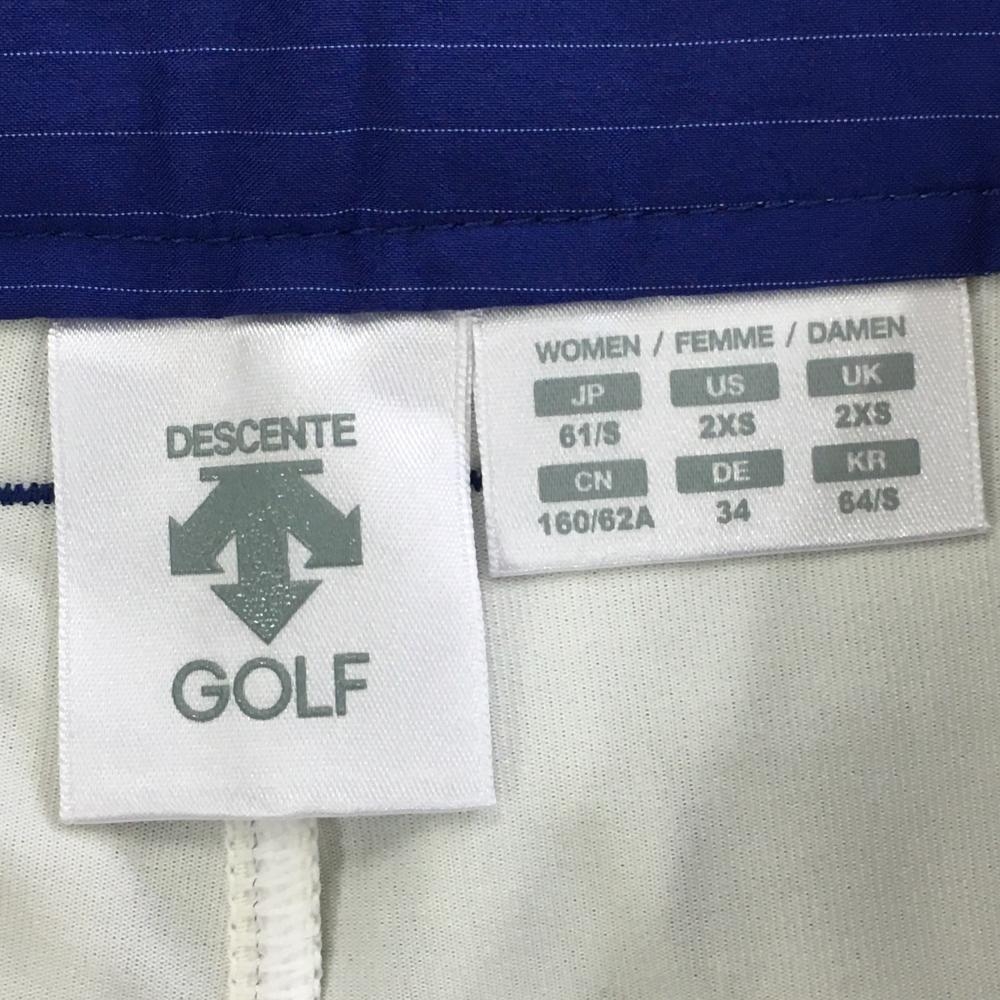 DESCENTE
GOLF
WOMEN / FEMME / DAMEN
JP US UK
61/S 2XS 2XS
CN DE KR
160/62A 34 64/S